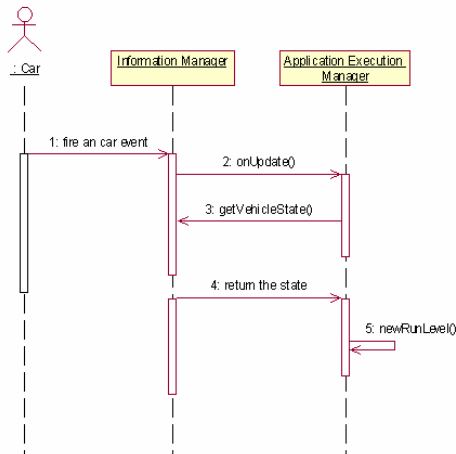 : Car
Information Manager
Application Execution
Manager
1: fire an car event
2: onUpdate()
3: getVehicleState()
4: return the state
5: newRunLevel()